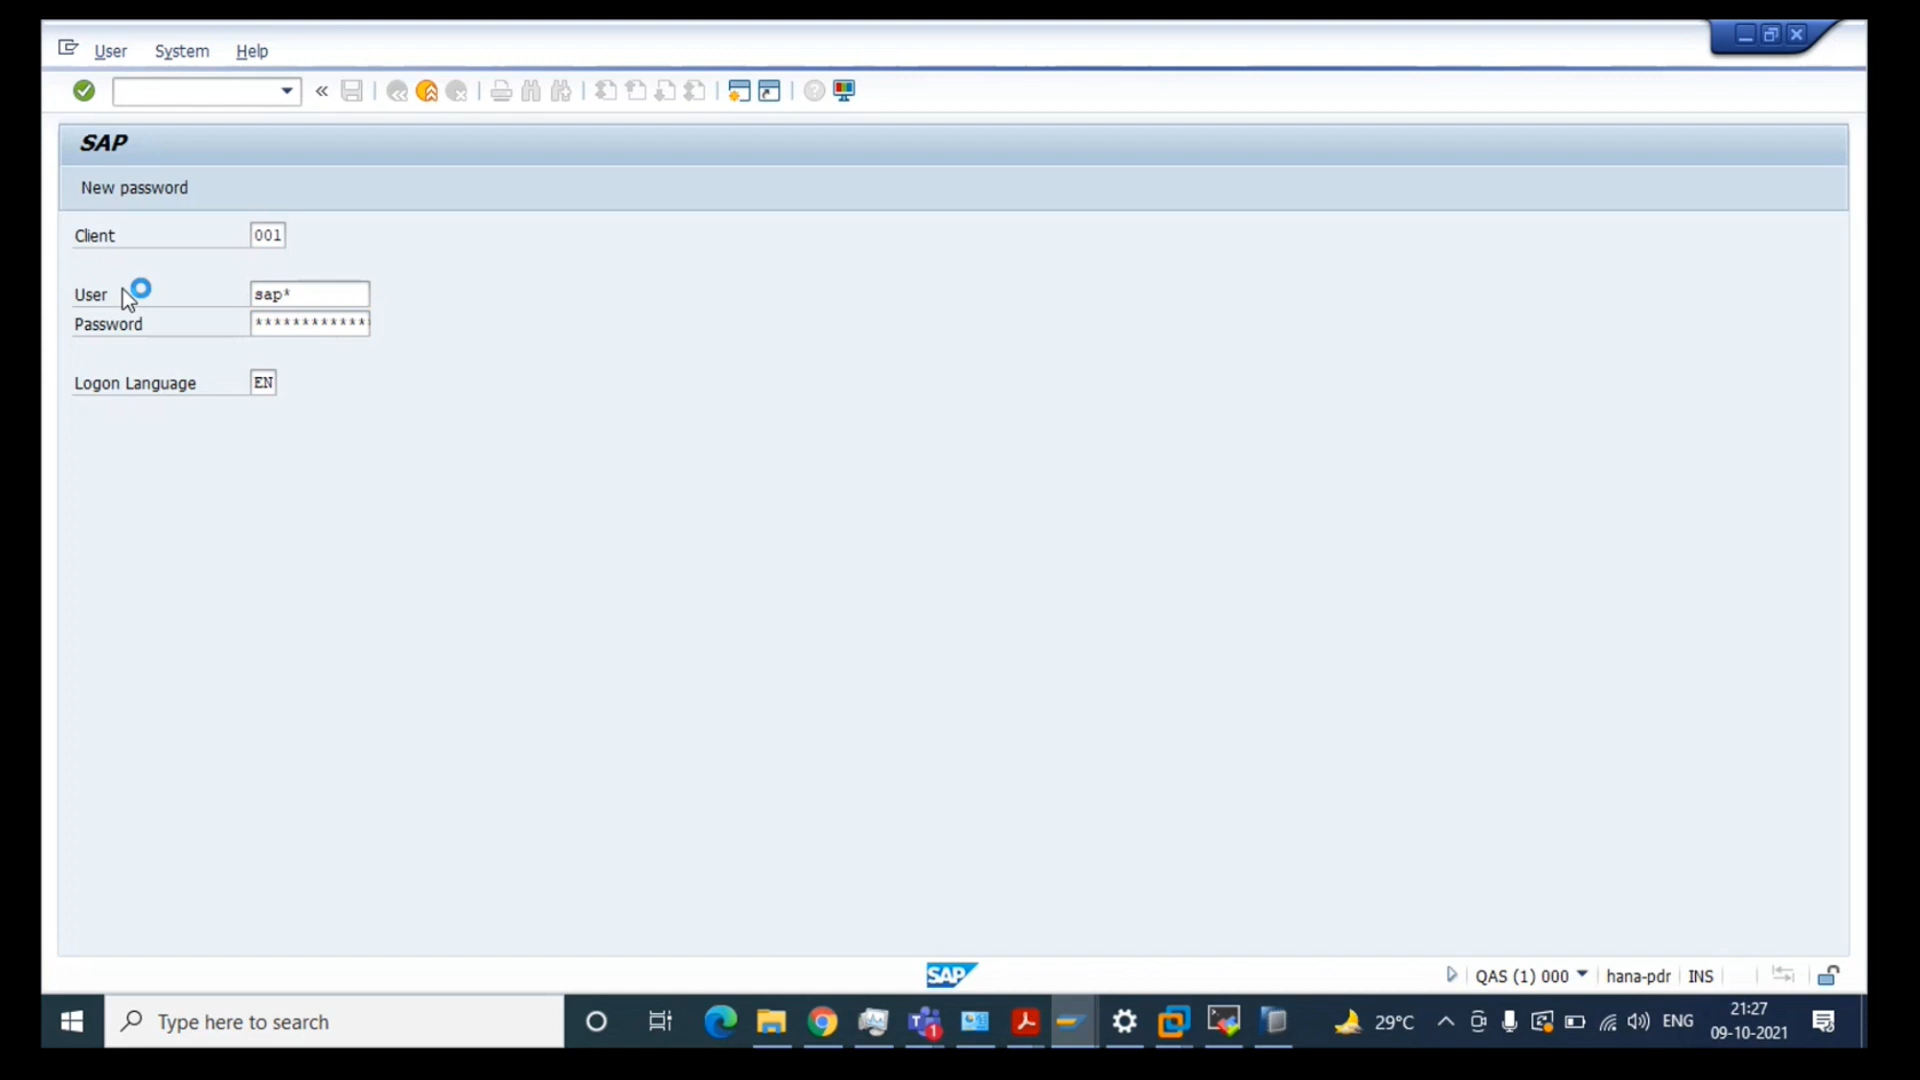 User System Help
SAP
New password
Client 001
User sap*
Password *************
Logon Language EN
SAP
QAS (1) 000 hana-pdr INS
Type here to search
1
29°C ENG
21:27
09-10-2021